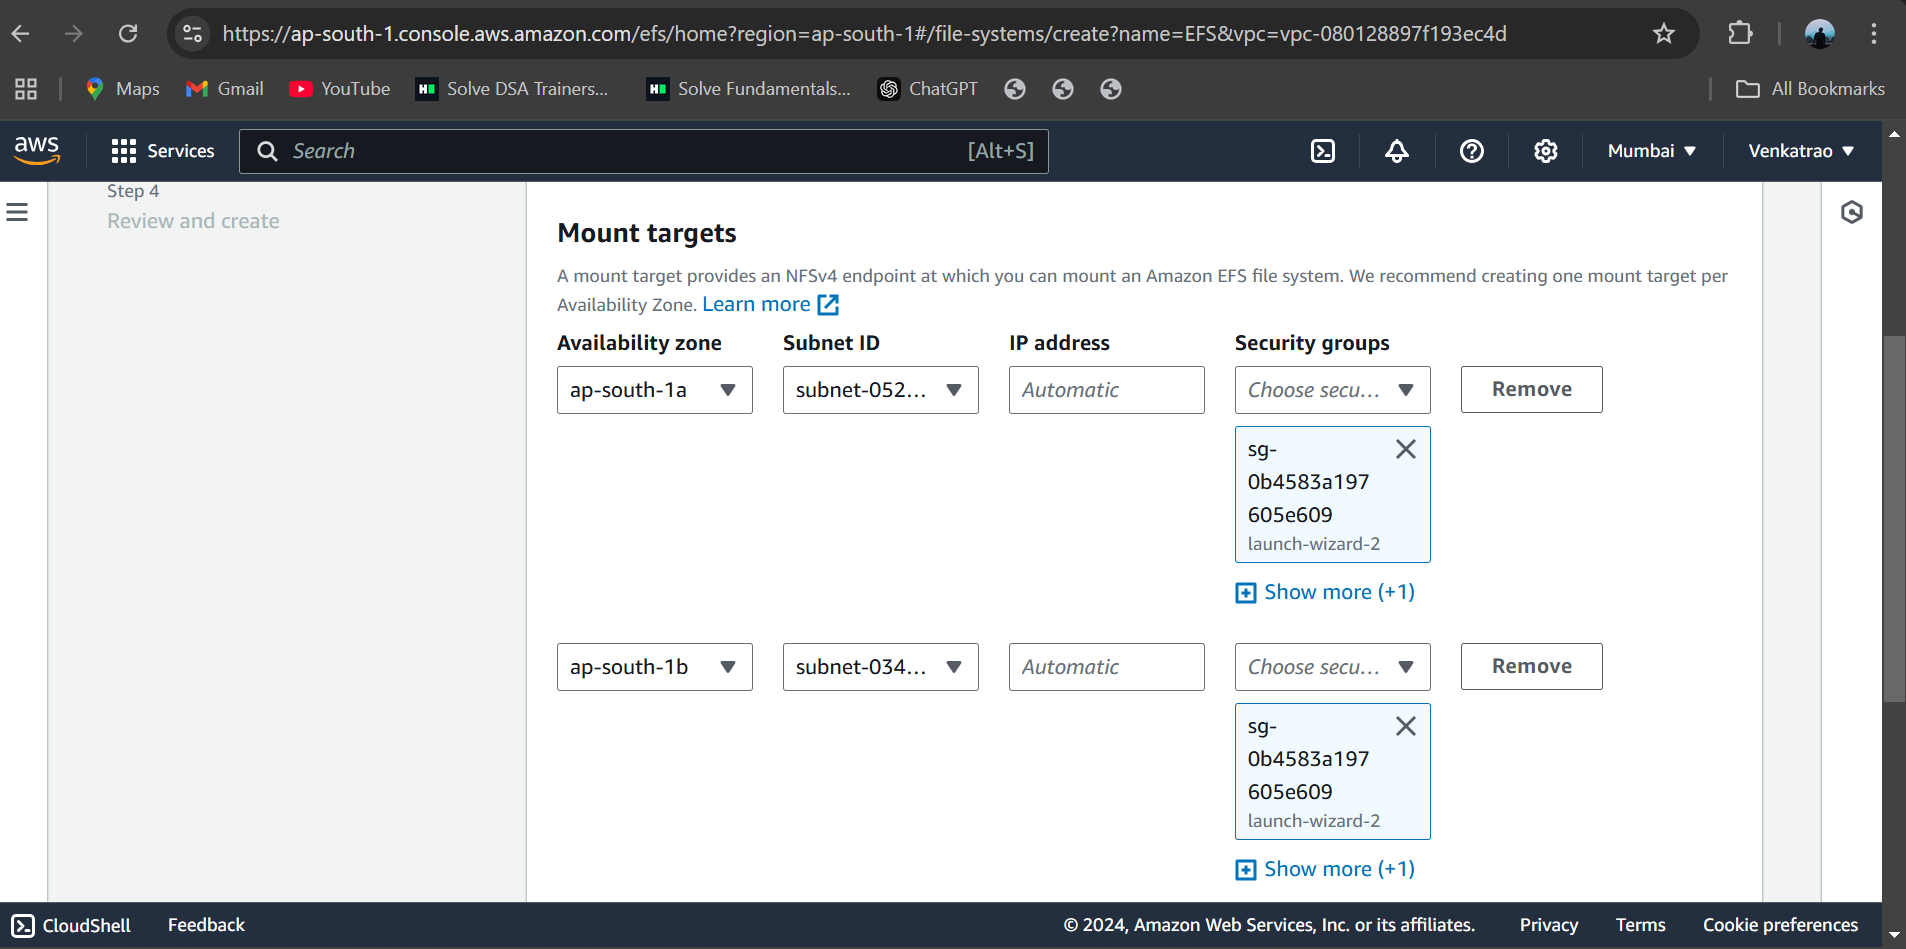 https://ap-south-1.console.aws.amazon.com/efs/home?region=ap-south-1#/file-systems/create?name=EFS&vpc=vpc-080128897f193ec4d
Maps Gmail YouTube Solve DSA Trainers... Solve Fundamentals... ChatGPT All Bookmarks
aws Services Search [Alt+S] Mumbai Venkatrao
Step 4
Review and create
Mount targets
A mount target provides an NFSv4 endpoint at which you can mount an Amazon EFS file system. We recommend creating one mount target per
Availability Zone. Learn more
Availability zone Subnet ID IP address Security groups
ap-south-1a subnet-052... Automatic Choose secu... Remove
sg-
0b4583a197
605e609
launch-wizard-2
Show more (+1)
ap-south-1b subnet-034... Automatic Choose secu... Remove
sg-
0b4583a197
605e609
launch-wizard-2
Show more (+1)
CloudShell Feedback © 2024, Amazon Web Services, Inc. or its affiliates. Privacy Terms Cookie preferences